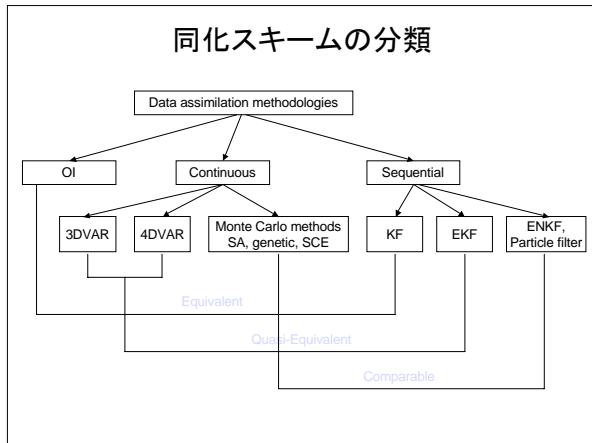 同化スキームの分類
Data assimilation methodologies
OI
Continuous
Sequential
3DVAR
4DVAR
Monte Carlo methods
SA, genetic, SCE
KF
EKF
ENKF,
Particle filter
Equivalent
Quasi-Equivalent
Comparable